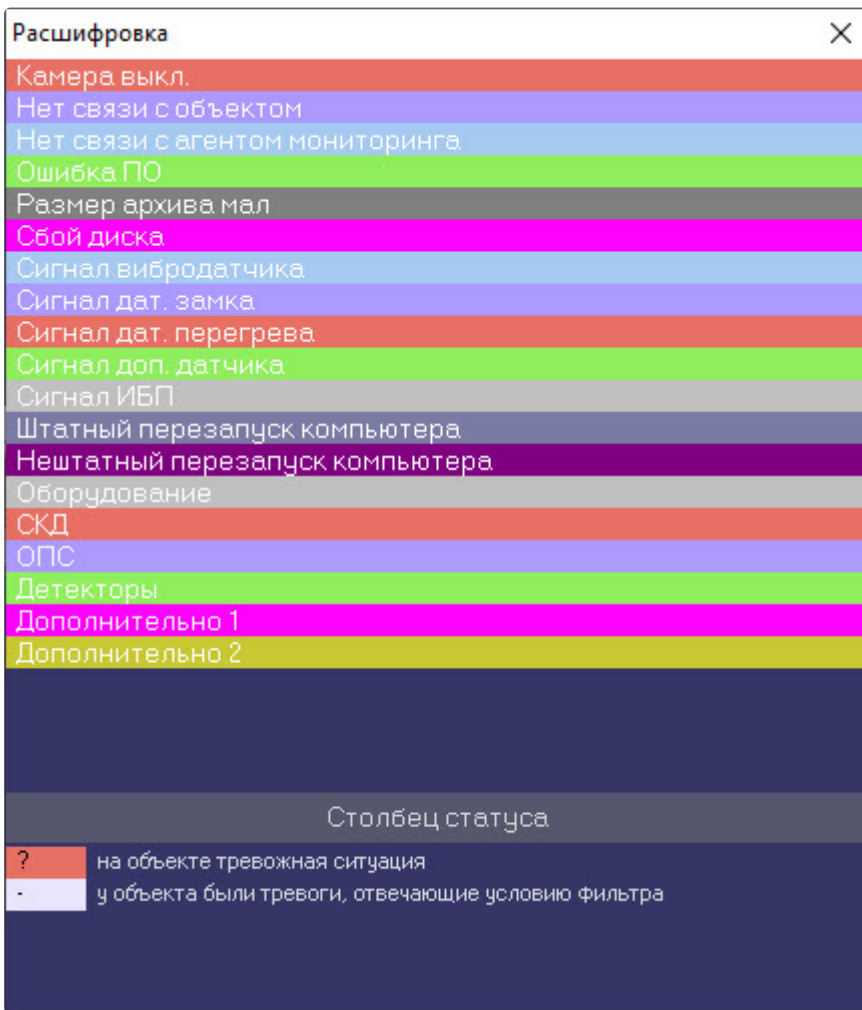 Расшифровка
Камера выкл.
Нет связи с объектом
Нет связи с агентом мониторинга
Ошибка ПО
Размер архива мал
Сбой диска
Сигнал вибродатчика
Сигнал дат. замка
Сигнал дат. перегрева
Сигнал доп. датчика
Сигнал ИБП
Штатный перезапуск компьютера
Нештатный перезапуск компьютера
Оборудование
СКД
ОПС
Детекторы
Дополнительно 1
Дополнительно 2
Столбец статуса
? на объекте тревожная ситуация
- у объекта были тревоги, отвечающие условию фильтра